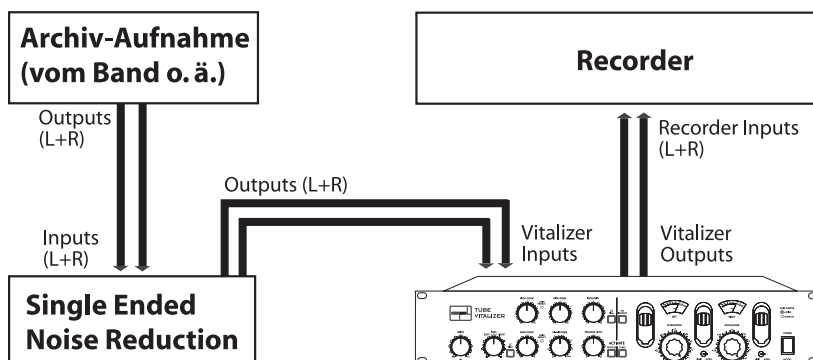 Archiv-Aufnahme
(vom Band o. ä.)
Recorder
Outputs
(L+R)
Recorder Inputs
(L+R)
Outputs (L+R)
Inputs
(L+R)
Vitalizer
Inputs
Vitalizer
Outputs
Single Ended
Noise Reduction
TUBE
VITALIZER